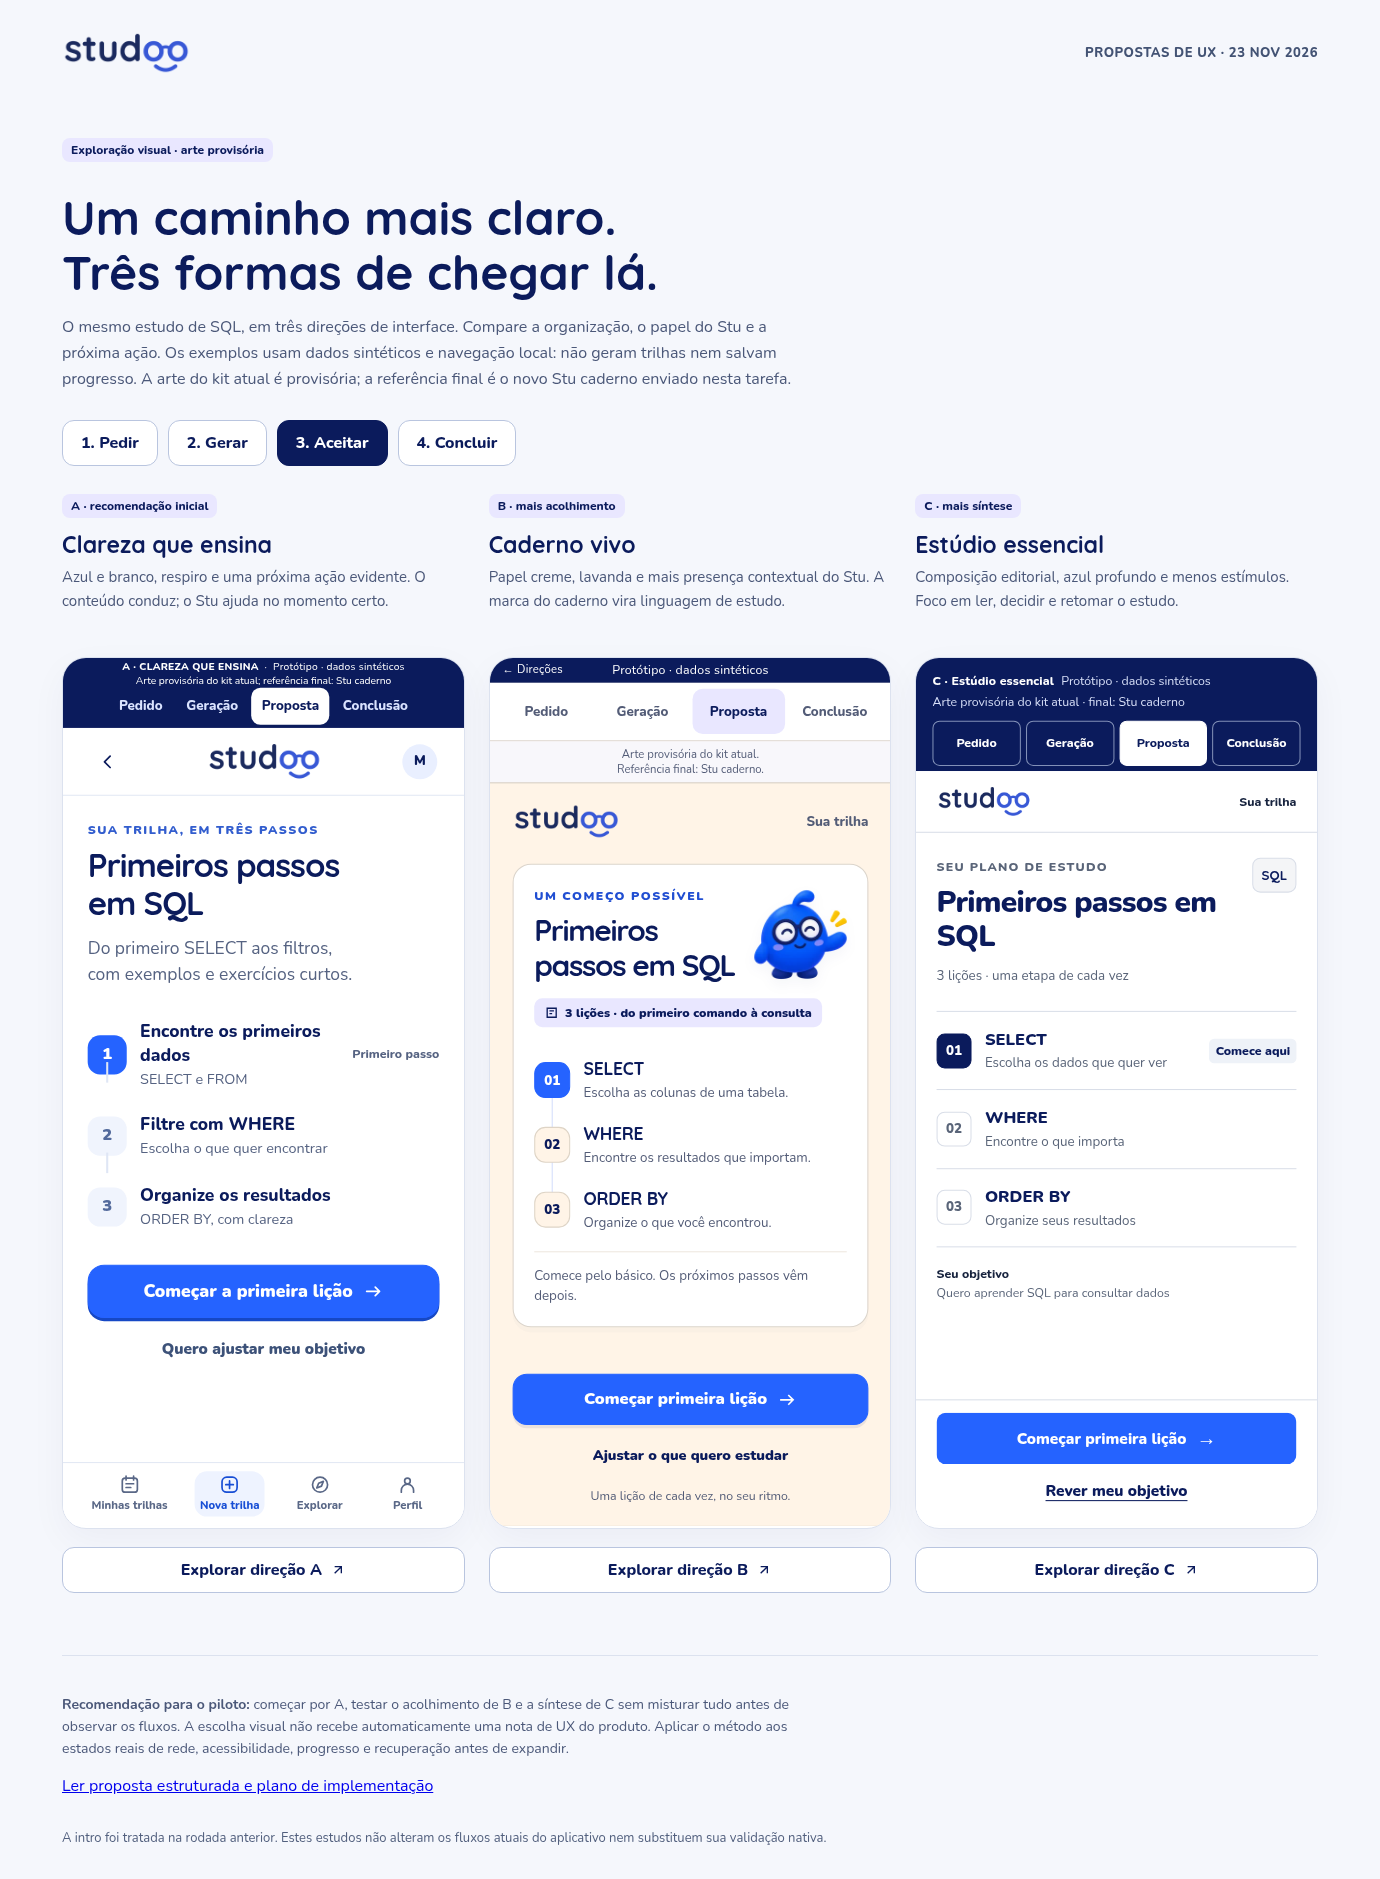 studoo
PROPOSTAS DE UX · 23 NOV 2026
Exploração visual · arte provisória
Um caminho mais claro.
Três formas de chegar lá.
O mesmo estudo de SQL, em três direções de interface. Compare a organização, o papel do Stu e a
próxima ação. Os exemplos usam dados sintéticos e navegação local: não geram trilhas nem salvam
progresso. A arte do kit atual é provisória; a referência final é o novo Stu caderno enviado nesta tarefa.
1. Pedir
2. Gerar
3. Aceitar
4. Concluir
A · recomendação inicial
Clareza que ensina
Azul e branco, respiro e uma próxima ação evidente. O
conteúdo conduz; o Stu ajuda no momento certo.
A · CLAREZA QUE ENSINA · Protótipo · dados sintéticos
Arte provisória do kit atual; referência final: Stu caderno
Pedido
Geração
Proposta
Conclusão
studoo
M
SUA TRILHA, EM TRÊS PASSOS
Primeiros passos
em SQL
Do primeiro SELECT aos filtros,
com exemplos e exercícios curtos.
1
Encontre os primeiros
dados
SELECT e FROM
Primeiro passo
2
Filtre com WHERE
Escolha o que quer encontrar
3
Organize os resultados
ORDER BY, com clareza
Começar a primeira lição →
Quero ajustar meu objetivo
Minhas trilhas
Nova trilha
Explorar
Perfil
Explorar direção A ↗
B · mais acolhimento
Caderno vivo
Papel creme, lavanda e mais presença contextual do Stu. A
marca do caderno vira linguagem de estudo.
← Direções
Protótipo · dados sintéticos
Pedido
Geração
Proposta
Conclusão
Arte provisória do kit atual.
Referência final: Stu caderno.
studoo
Sua trilha
UM COMEÇO POSSÍVEL
Primeiros
passos em SQL
3 lições · do primeiro comando à consulta
01
SELECT
Escolha as colunas de uma tabela.
02
WHERE
Encontre os resultados que importam.
03
ORDER BY
Organize o que você encontrou.
Comece pelo básico. Os próximos passos vêm
depois.
Começar primeira lição →
Ajustar o que quero estudar
Uma lição de cada vez, no seu ritmo.
Explorar direção B ↗
C · mais síntese
Estúdio essencial
Composição editorial, azul profundo e menos estímulos.
Foco em ler, decidir e retomar o estudo.
C · Estúdio essencial Protótipo · dados sintéticos
Arte provisória do kit atual · final: Stu caderno
Pedido
Geração
Proposta
Conclusão
studoo
Sua trilha
SEU PLANO DE ESTUDO
SQL
Primeiros passos em
SQL
3 lições · uma etapa de cada vez
01
SELECT
Escolha os dados que quer ver
Comece aqui
02
WHERE
Encontre o que importa
03
ORDER BY
Organize seus resultados
Seu objetivo
Quero aprender SQL para consultar dados
Começar primeira lição →
Rever meu objetivo
Explorar direção C ↗
Recomendação para o piloto: começar por A, testar o acolhimento de B e a síntese de C sem misturar tudo antes de
observar os fluxos. A escolha visual não recebe automaticamente uma nota de UX do produto. Aplicar o método aos
estados reais de rede, acessibilidade, progresso e recuperação antes de expandir.
Ler proposta estruturada e plano de implementação
A intro foi tratada na rodada anterior. Estes estudos não alteram os fluxos atuais do aplicativo nem substituem sua validação nativa.